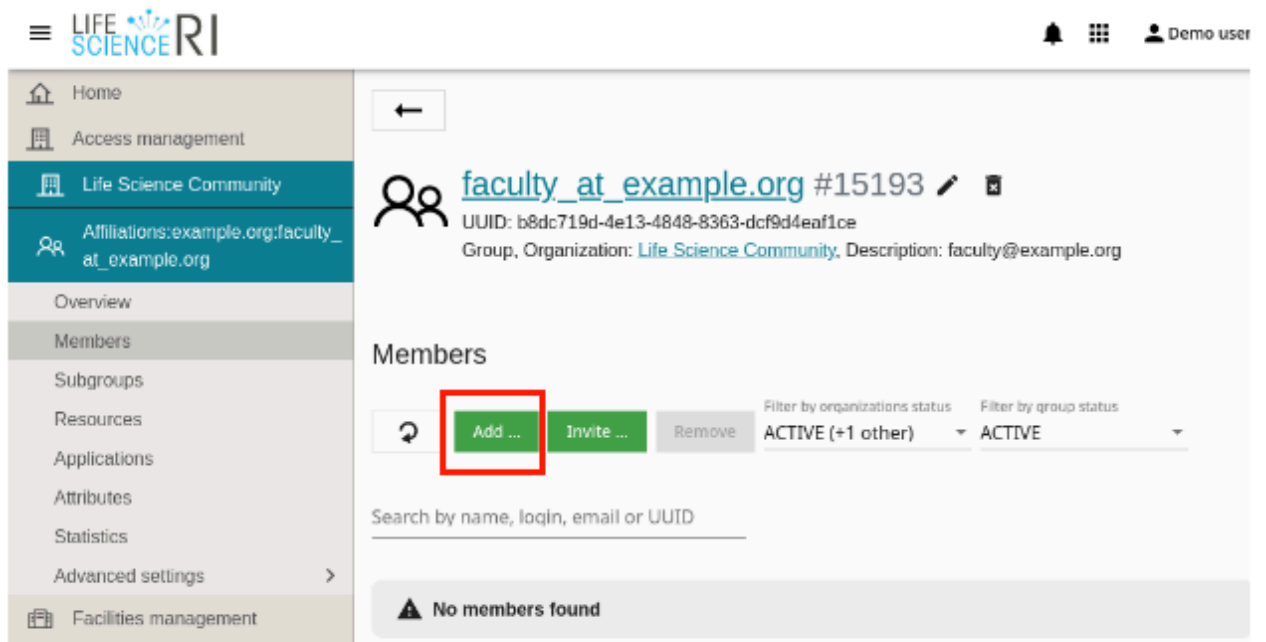 LIFE SCIENCE RI
Demo user
Home
Access management
Life Science Community
Affiliations:example.org:faculty_
at_example.org
Overview
Members
Subgroups
Resources
Applications
Attributes
Statistics
Advanced settings
Facilities management
faculty_at_example.org #15193
UUID: b8dc719d-4e13-4848-8363-dcf9d4eaf1ce
Group, Organization: Life Science Community, Description: faculty@example.org
Members
Add ...
Invite ...
Remove
Filter by organizations status
ACTIVE (+1 other)
Filter by group status
ACTIVE
Search by name, login, email or UUID
No members found